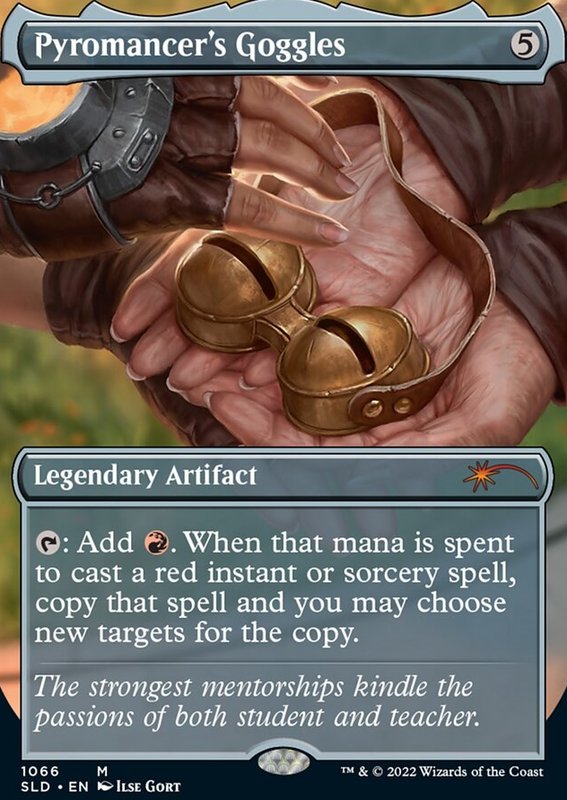 Pyromancer's Goggles 5
Legendary Artifact
: Add . When that mana is spent
to cast a red instant or sorcery spell,
copy that spell and you may choose
new targets for the copy.
The strongest mentorships kindle the
passions of both student and teacher.
1066 M
SLD • EN Ilse Gort
™ & © 2022 Wizards of the Coast